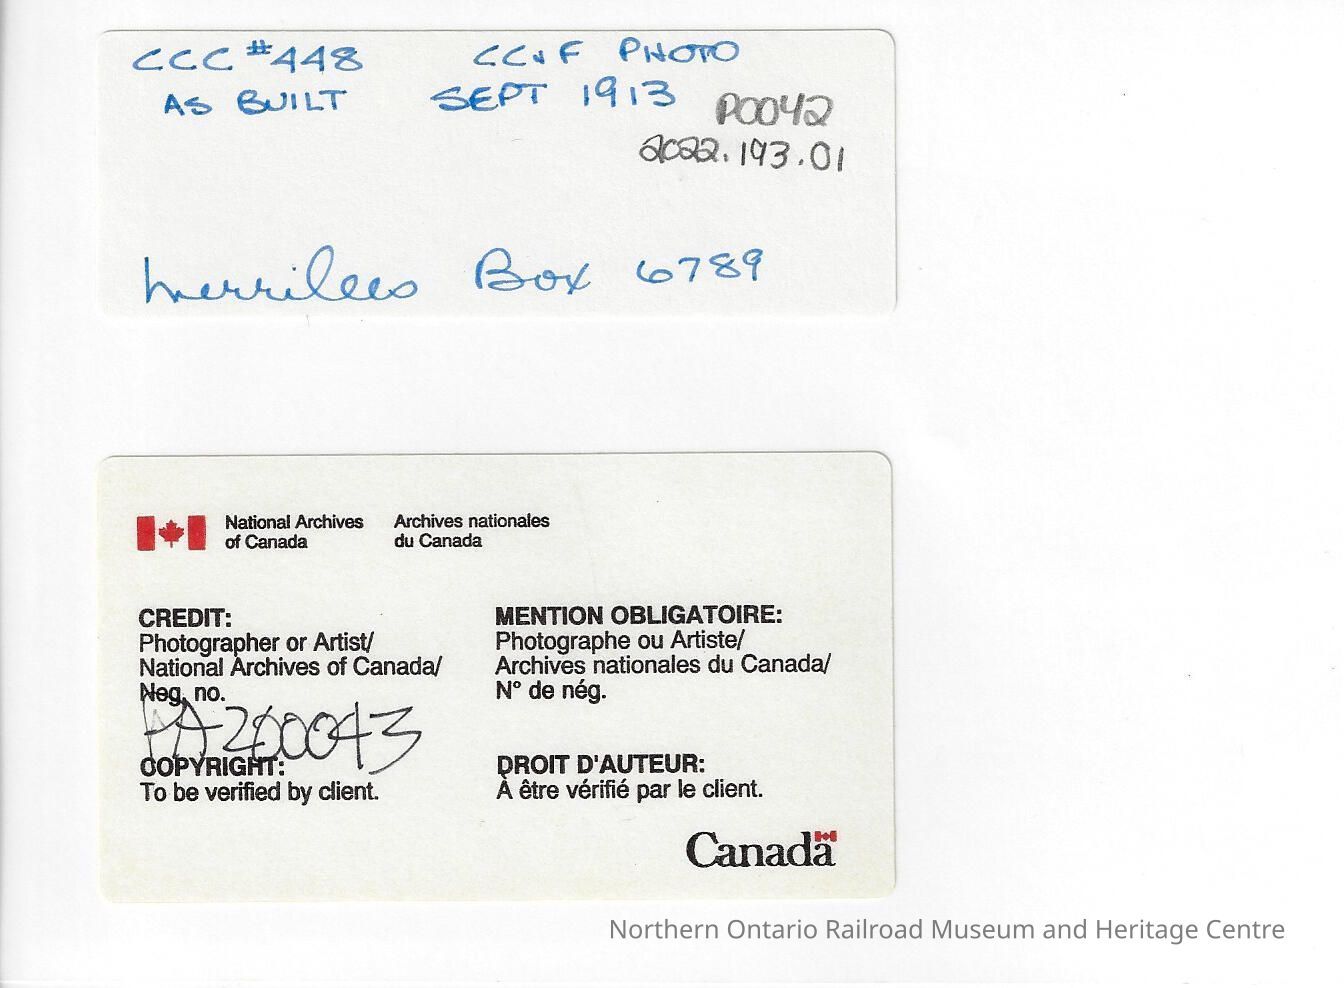 CCC #448 CC&F PHOTO
AS BUILT SEPT 1913
P0042
2022.193.01
Merrilees Box 6789
National Archives of Canada
Archives nationales du Canada
CREDIT:
Photographer or Artist/
National Archives of Canada/
Neg. no.
PA200043
COPYRIGHT:
To be verified by client.
MENTION OBLIGATOIRE:
Photographe ou Artiste/
Archives nationales du Canada/
N° de nég.
DROIT D'AUTEUR:
À être vérifié par le client.
Canada
Northern Ontario Railroad Museum and Heritage Centre